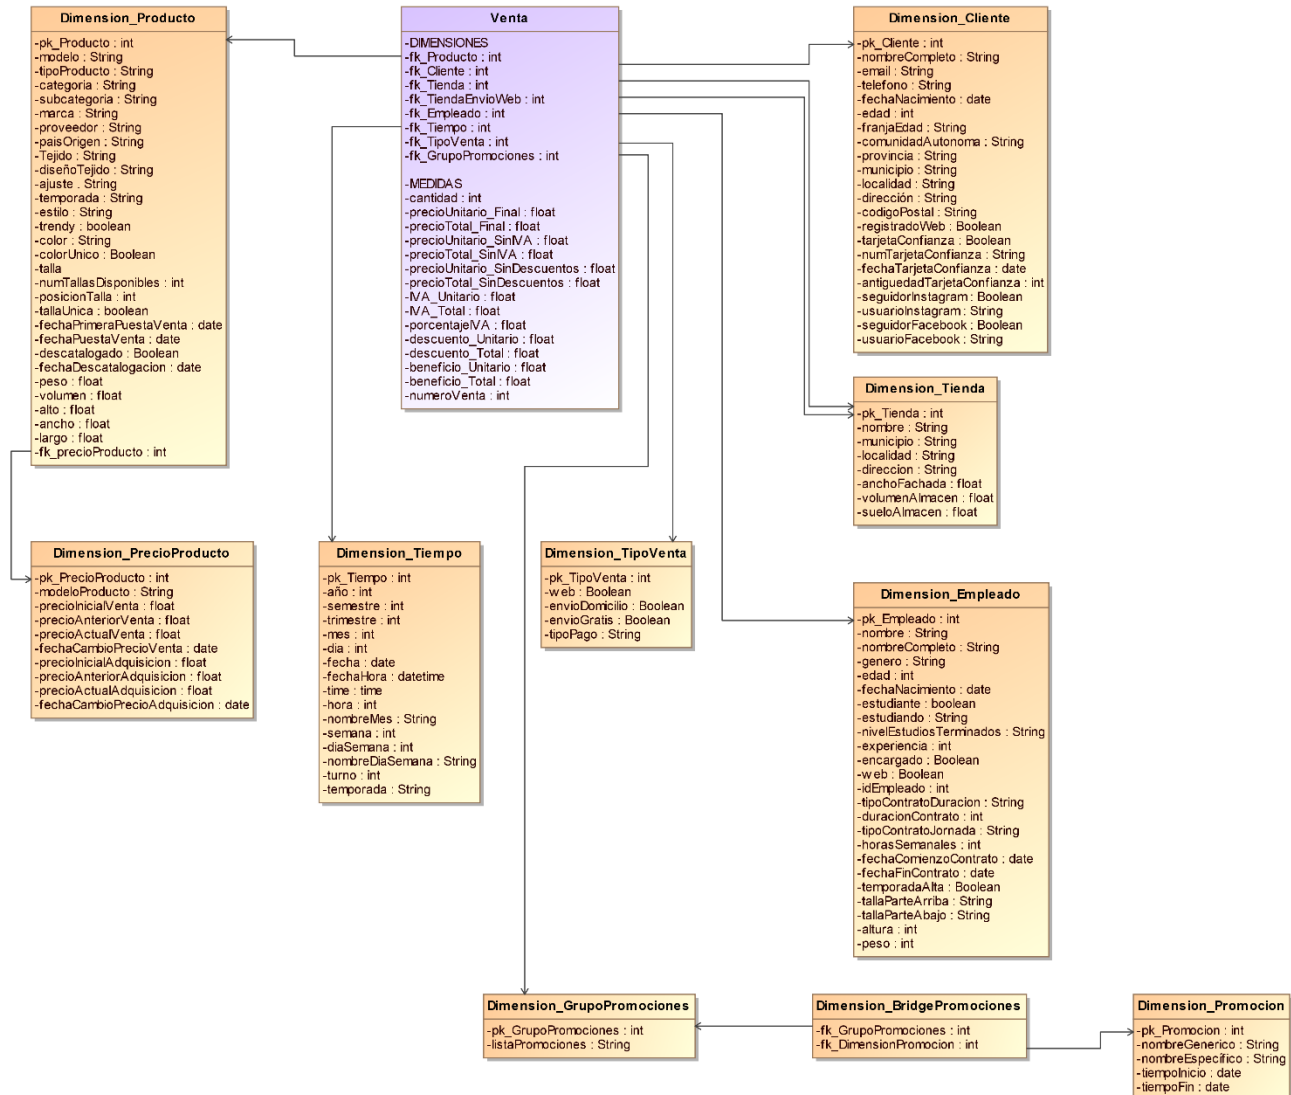 Dimension_Producto
-pk_Producto : int
-modelo : String
-tipoProducto : String
-categoria : String
-subcategoria : String
-marca : String
-proveedor : String
-paisOrigen : String
-Tejido : String
-diseñoTejido : String
-ajuste : String
-temporada : String
-estilo : String
-trendy : boolean
-color : String
-colorUnico : Boolean
-talla
-numTallasDisponibles : int
-posicionTalla : int
-tallaUnica : boolean
-fechaPrimeraPuestaVenta : date
-fechaPuestaVenta : date
-descatalogado : Boolean
-fechaDescatalogacion : date
-peso : float
-volumen : float
-alto : float
-ancho : float
-largo : float
-fk_precioProducto : int
Venta
-DIMENSIONES
-fk_Producto : int
-fk_Cliente : int
-fk_Tienda : int
-fk_TiendaEnvioWeb : int
-fk_Empleado : int
-fk_Tiempo : int
-fk_TipoVenta : int
-fk_GrupoPromociones : int
-MEDIDAS
-cantidad : int
-precioUnitario_Final : float
-precioTotal_Final : float
-precioUnitario_SinIVA : float
-precioTotal_SinIVA : float
-precioUnitario_SinDescuentos : float
-precioTotal_SinDescuentos : float
-IVA_Unitario : float
-IVA_Total : float
-porcentajeIVA : float
-descuento_Unitario : float
-descuento_Total : float
-beneficio_Unitario : float
-beneficio_Total : float
-numeroVenta : int
Dimension_Cliente
-pk_Cliente : int
-nombreCompleto : String
-email : String
-telefono : String
-fechaNacimiento : date
-edad : int
-franjaEdad : String
-comunidadAutonoma : String
-provincia : String
-municipio : String
-localidad : String
-dirección : String
-codigoPostal : String
-registradoWeb : Boolean
-tarjetaConfianza : Boolean
-numTarjetaConfianza : String
-fechaTarjetaConfianza : date
-antiguedadTarjetaConfianza : int
-seguidorInstagram : Boolean
-usuarioInstagram : String
-seguidorFacebook : Boolean
-usuarioFacebook : String
Dimension_Tienda
-pk_Tienda : int
-nombre : String
-municipio : String
-localidad : String
-direccion : String
-anchoFachada : float
-volumenAlmacen : float
-sueloAlmacen : float
Dimension_PrecioProducto
-pk_PrecioProducto : int
-modeloProducto : String
-precioInicialVenta : float
-precioAnteriorVenta : float
-precioActualVenta : float
-fechaCambioPrecioVenta : date
-precioInicialAdquisicion : float
-precioAnteriorAdquisicion : float
-precioActualAdquisicion : float
-fechaCambioPrecioAdquisicion : date
Dimension_Tiempo
-pk_Tiempo : int
-año : int
-semestre : int
-trimestre : int
-mes : int
-dia : int
-fecha : date
-fechaHora : datetime
-time : time
-hora : int
-nombreMes : String
-semana : int
-diaSemana : int
-nombreDiaSemana : String
-turno : int
-temporada : String
Dimension_TipoVenta
-pk_TipoVenta : int
-web : Boolean
-envioDomicilio : Boolean
-envioGratis : Boolean
-tipoPago : String
Dimension_Empleado
-pk_Empleado : int
-nombre : String
-nombreCompleto : String
-genero : String
-edad : int
-fechaNacimiento : date
-estudiante : boolean
-estudiando : String
-nivelEstudiosTerminados : String
-experiencia : int
-encargado : Boolean
-web : Boolean
-idEmpleado : int
-tipoContratoDuracion : String
-duracionContrato : int
-tipoContratoJornada : String
-horasSemanales : int
-fechaComienzoContrato : date
-fechaFinContrato : date
-temporadaAlta : Boolean
-tallaParteArriba : String
-tallaParteAbajo : String
-altura : int
-peso : int
Dimension_GrupoPromociones
-pk_GrupoPromociones : int
-listaPromociones : String
Dimension_BridgePromociones
-fk_GrupoPromociones : int
-fk_DimensionPromocion : int
Dimension_Promocion
-pk_Promocion : int
-nombreGenerico : String
-nombreEspecífico : String
-tiempoInicio : date
-tiempoFin : date